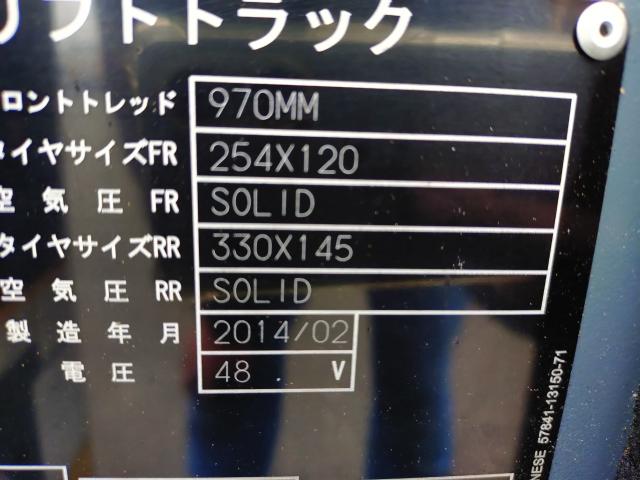 リフトトラック
ロントトレッド 970MM
タイヤサイズFR 254X120
空気圧 FR SOLID
タイヤサイズRR 330X145
空気圧 RR SOLID
製造年月 2014/02
電圧 48 V
NESE 57841-13150-71